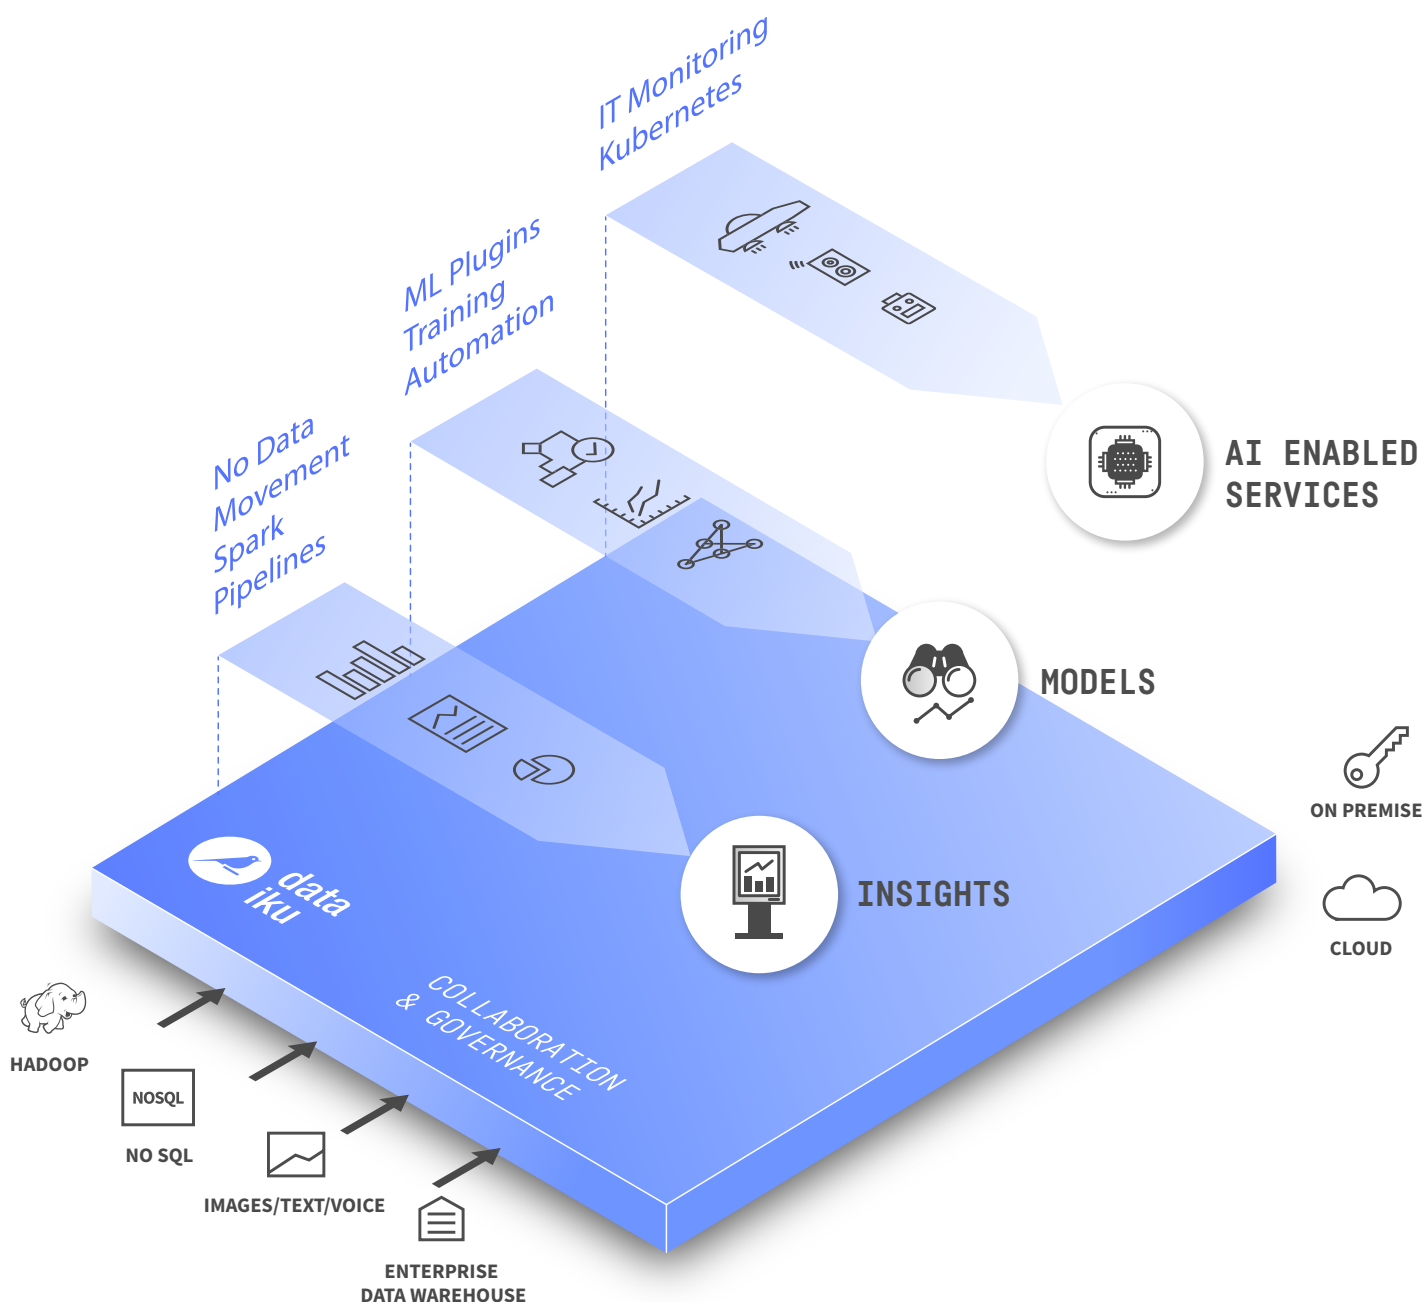 IT Monitoring
Kubernetes
ML Plugins
Training
Automation
No Data
Movement
Spark
Pipelines
AI ENABLED
SERVICES
MODELS
INSIGHTS
ON PREMISE
CLOUD
data
iku
COLLABORATION
& GOVERNANCE
HADOOP
NOSQL
NO SQL
IMAGES/TEXT/VOICE
ENTERPRISE
DATA WAREHOUSE